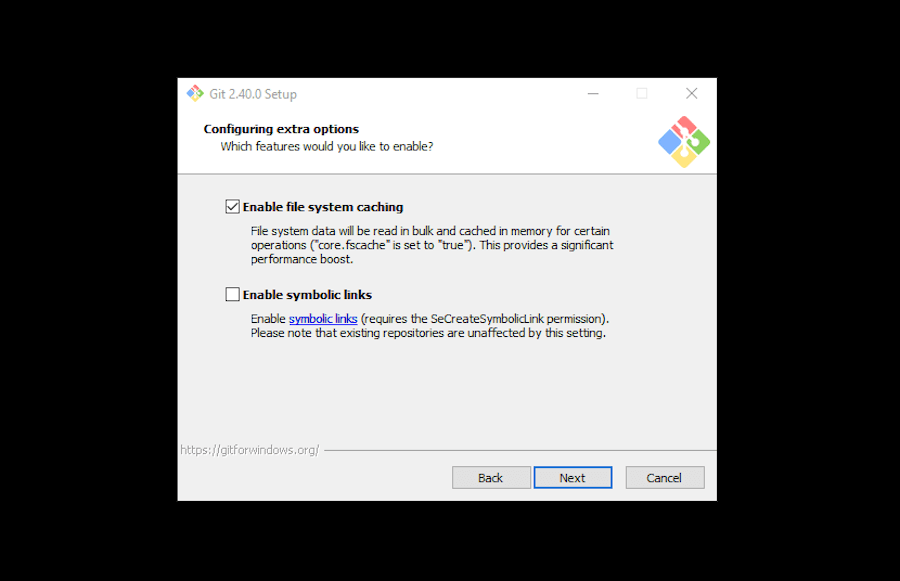 Git 2.40.0 Setup
Configuring extra options
Which features would you like to enable?
Enable file system caching
File system data will be read in bulk and cached in memory for certain
operations ("core.fscache" is set to "true"). This provides a significant
performance boost.
Enable symbolic links
Enable symbolic links (requires the SeCreateSymbolicLink permission).
Please note that existing repositories are unaffected by this setting.
https://gitforwindows.org/
Back Next Cancel